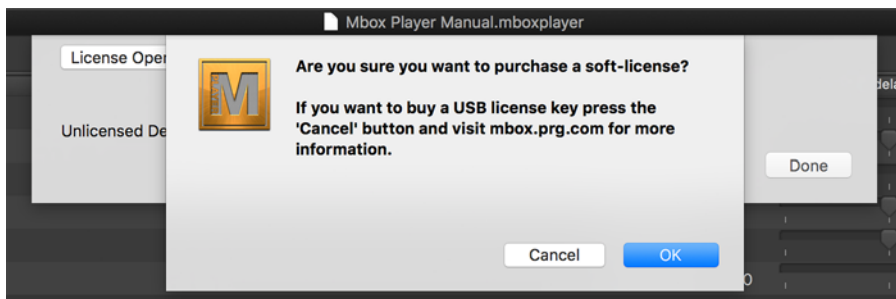 Mbox Player Manual.mboxplayer
License Oper
Are you sure you want to purchase a soft-license?
If you want to buy a USB license key press the
'Cancel' button and visit mbox.prg.com for more
information.
Unlicensed De
Done
Cancel
OK